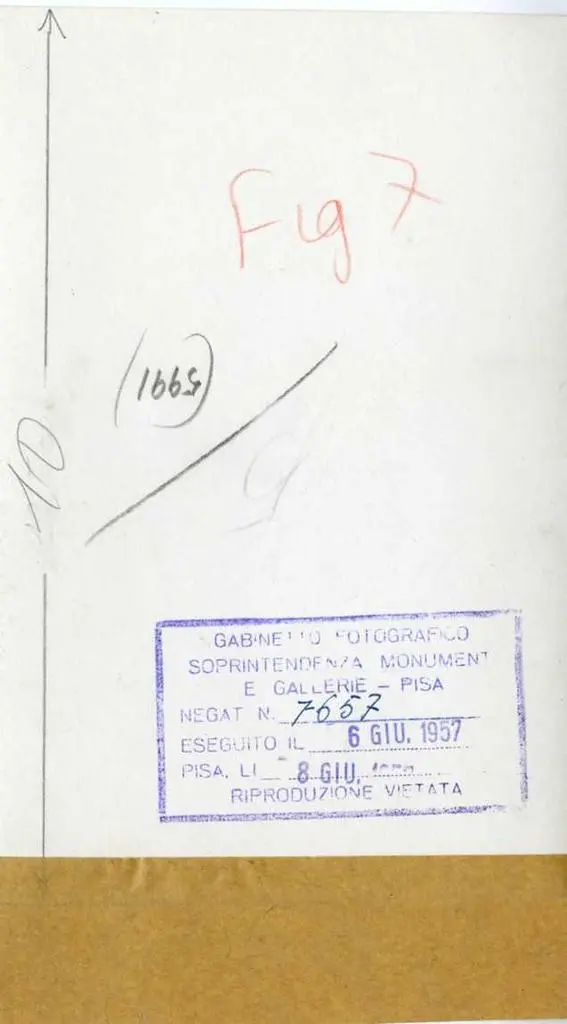 Fig 7
(5991)
10
GABINETTO FOTOGRAFICO
SOPRINTENDENZA MONUMENT
E GALLERIE - PISA
NEGAT N. 7657
ESEGUITO IL 6 GIU. 1957
PISA, LI 8 GIU.
RIPRODUZIONE VIETATA